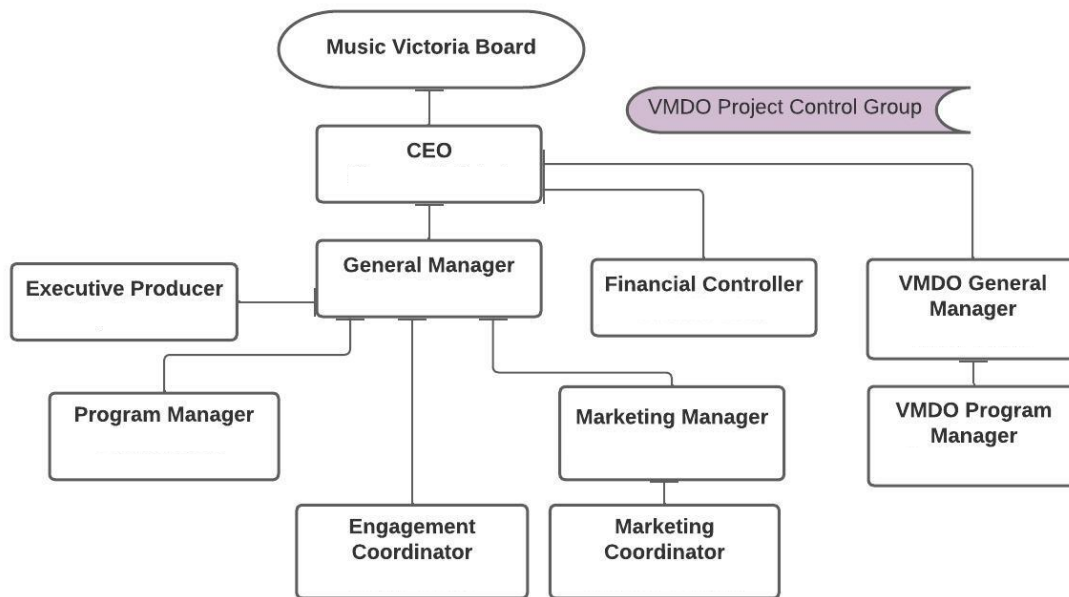 Music Victoria Board
VMDO Project Control Group
CEO
General Manager
Executive Producer
Financial Controller
VMDO General
Manager
Program Manager
Marketing Manager
VMDO Program
Manager
Engagement
Coordinator
Marketing
Coordinator